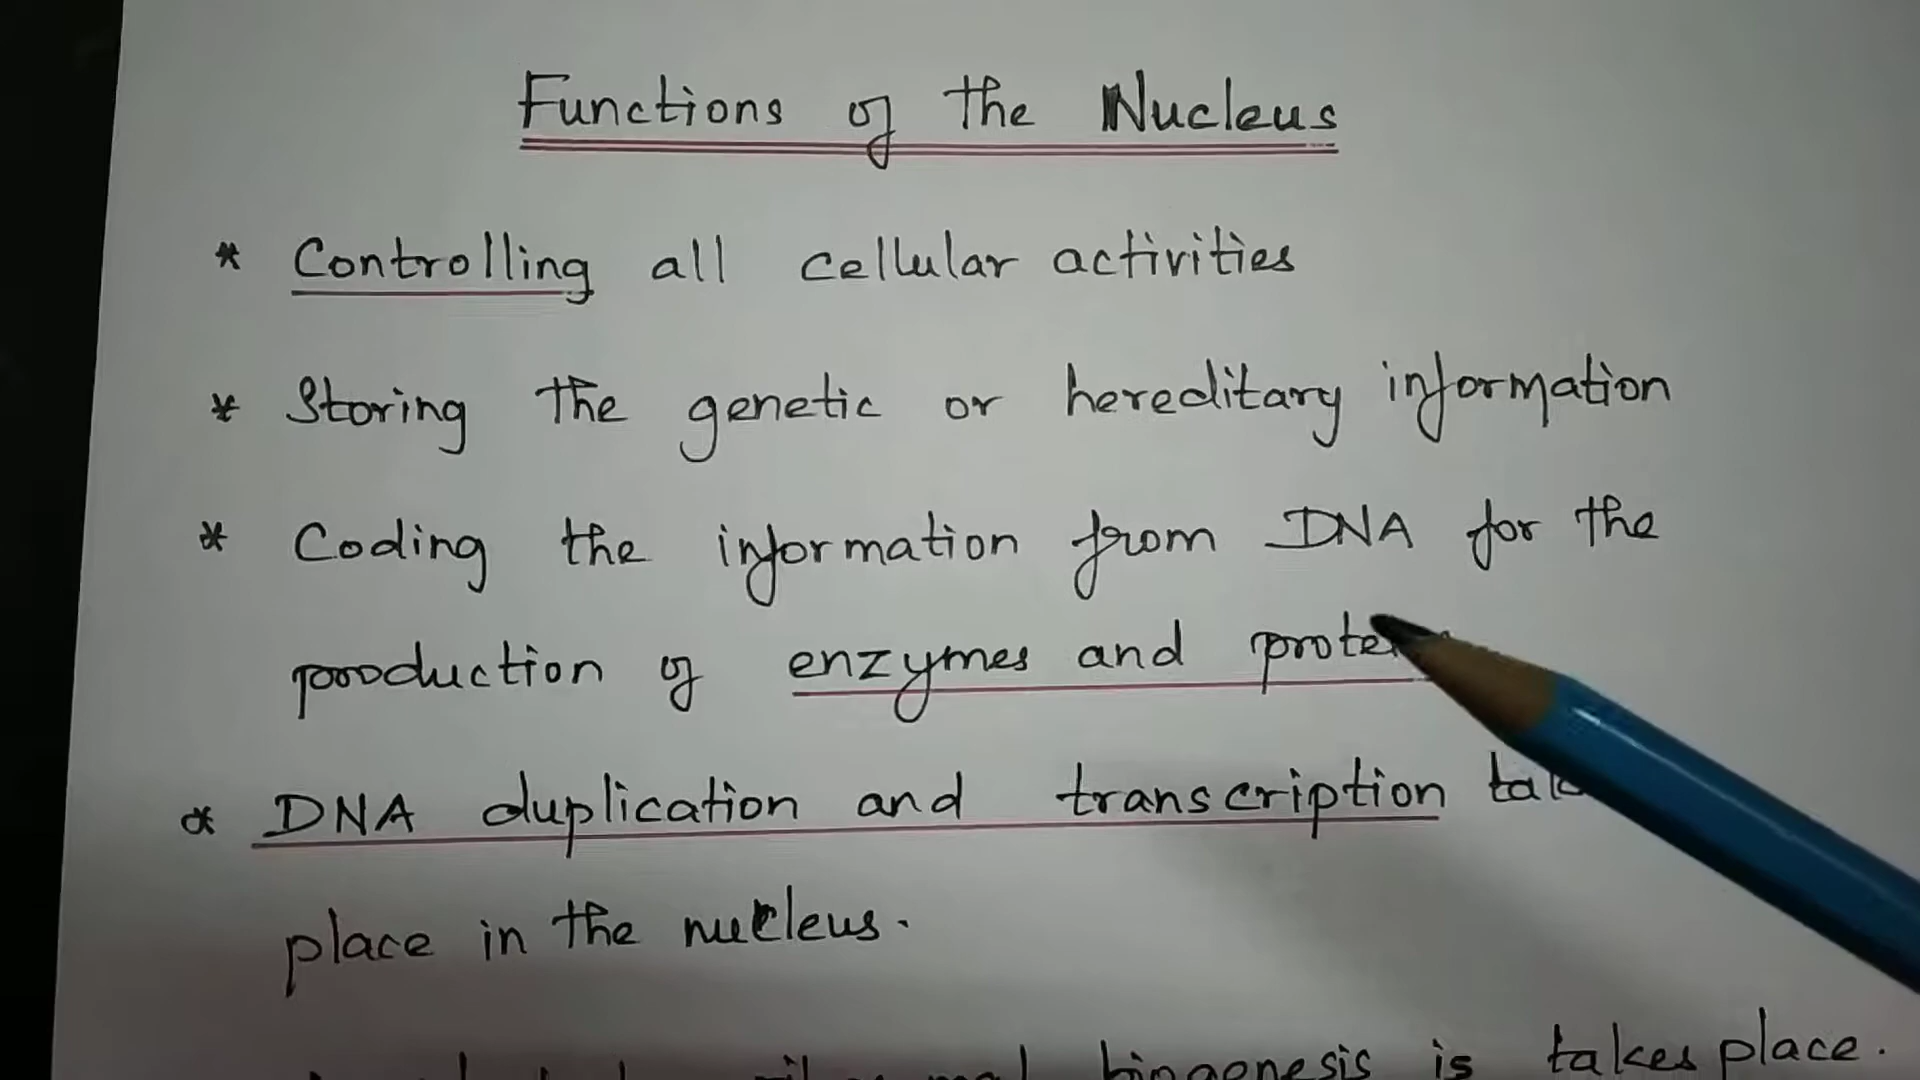 Functions of the Nucleus
* Controlling all cellular activities
* Storing the genetic or hereditary information
* Coding the information from DNA for the
production of enzymes and
* DNA duplication and transcription
place in the nucleus.
biogenesis is takes place.